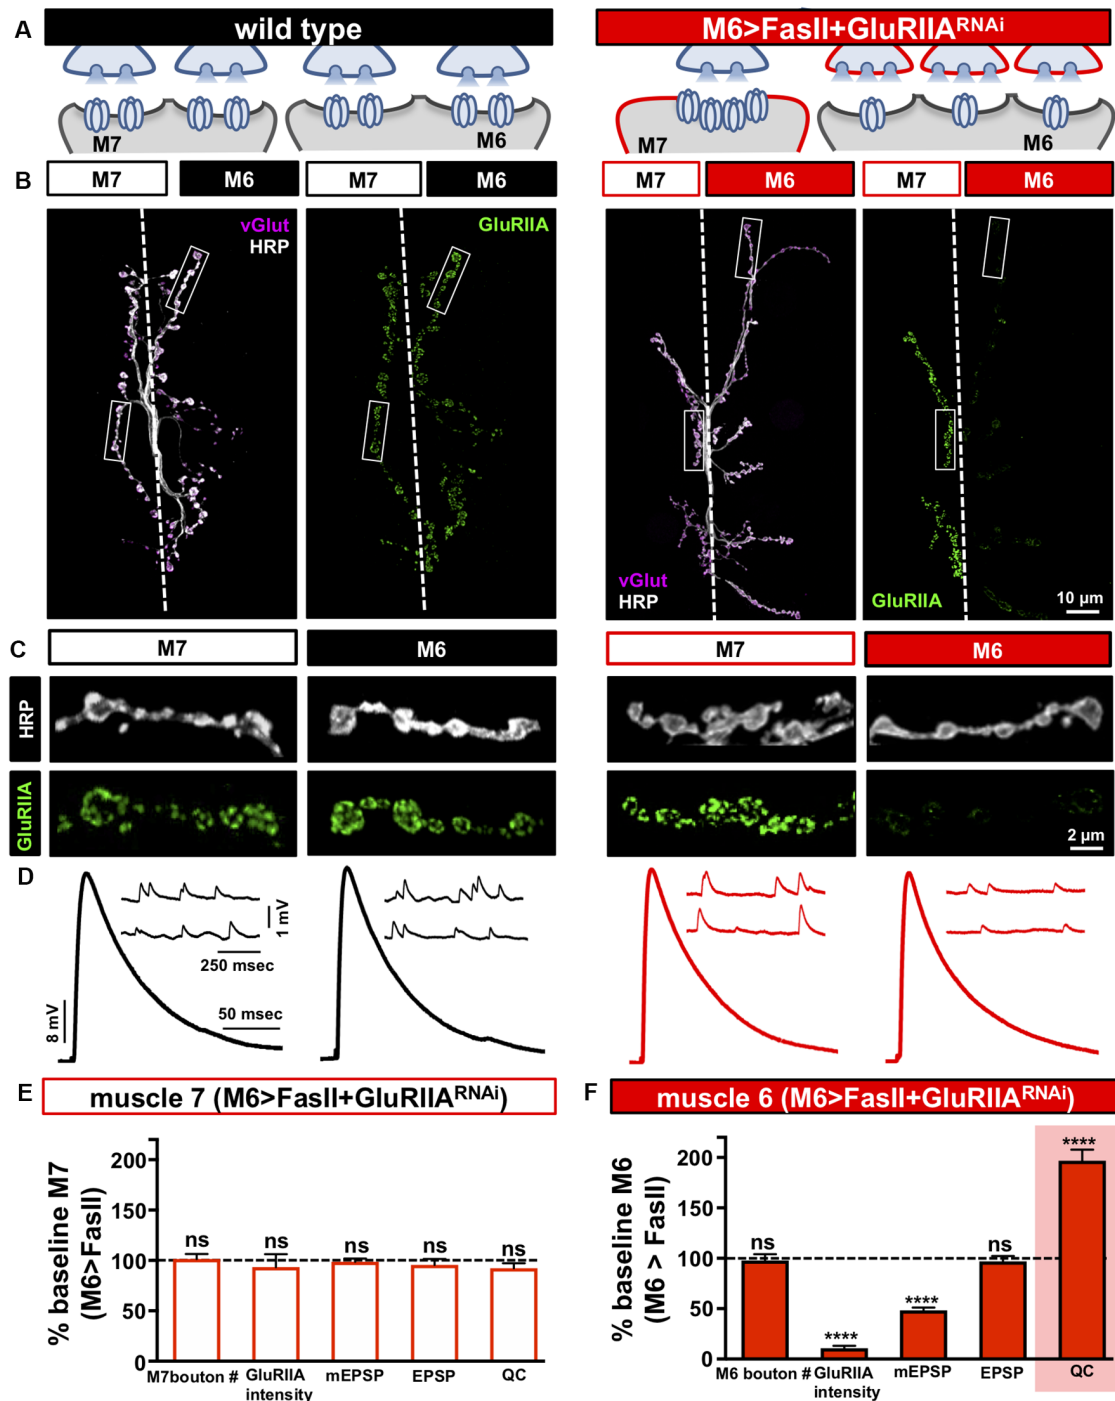 A
wild type
M6>FasII+GluRIIA^RNAi
M7
M6
M7
M6
B
M7
M6
M7
M6
M7
M6
M7
M6
vGlut
HRP
GluRIIA
vGlut
HRP
GluRIIA
10 µm
C
M7
M6
M7
M6
HRP
GluRIIA
2 µm
D
1 mV
250 msec
8 mV
50 msec
E
muscle 7 (M6>FasII+GluRIIA^RNAi)
% baseline M7
(M6>FasII)
200
150
100
50
0
ns
ns
ns
ns
ns
M7bouton #
GluRIIA
intensity
mEPSP
EPSP
QC
F
muscle 6 (M6>FasII+GluRIIA^RNAi)
% baseline M6
(M6 > FasII)
200
150
100
50
0
ns
****
****
ns
****
M6 bouton #
GluRIIA
intensity
mEPSP
EPSP
QC